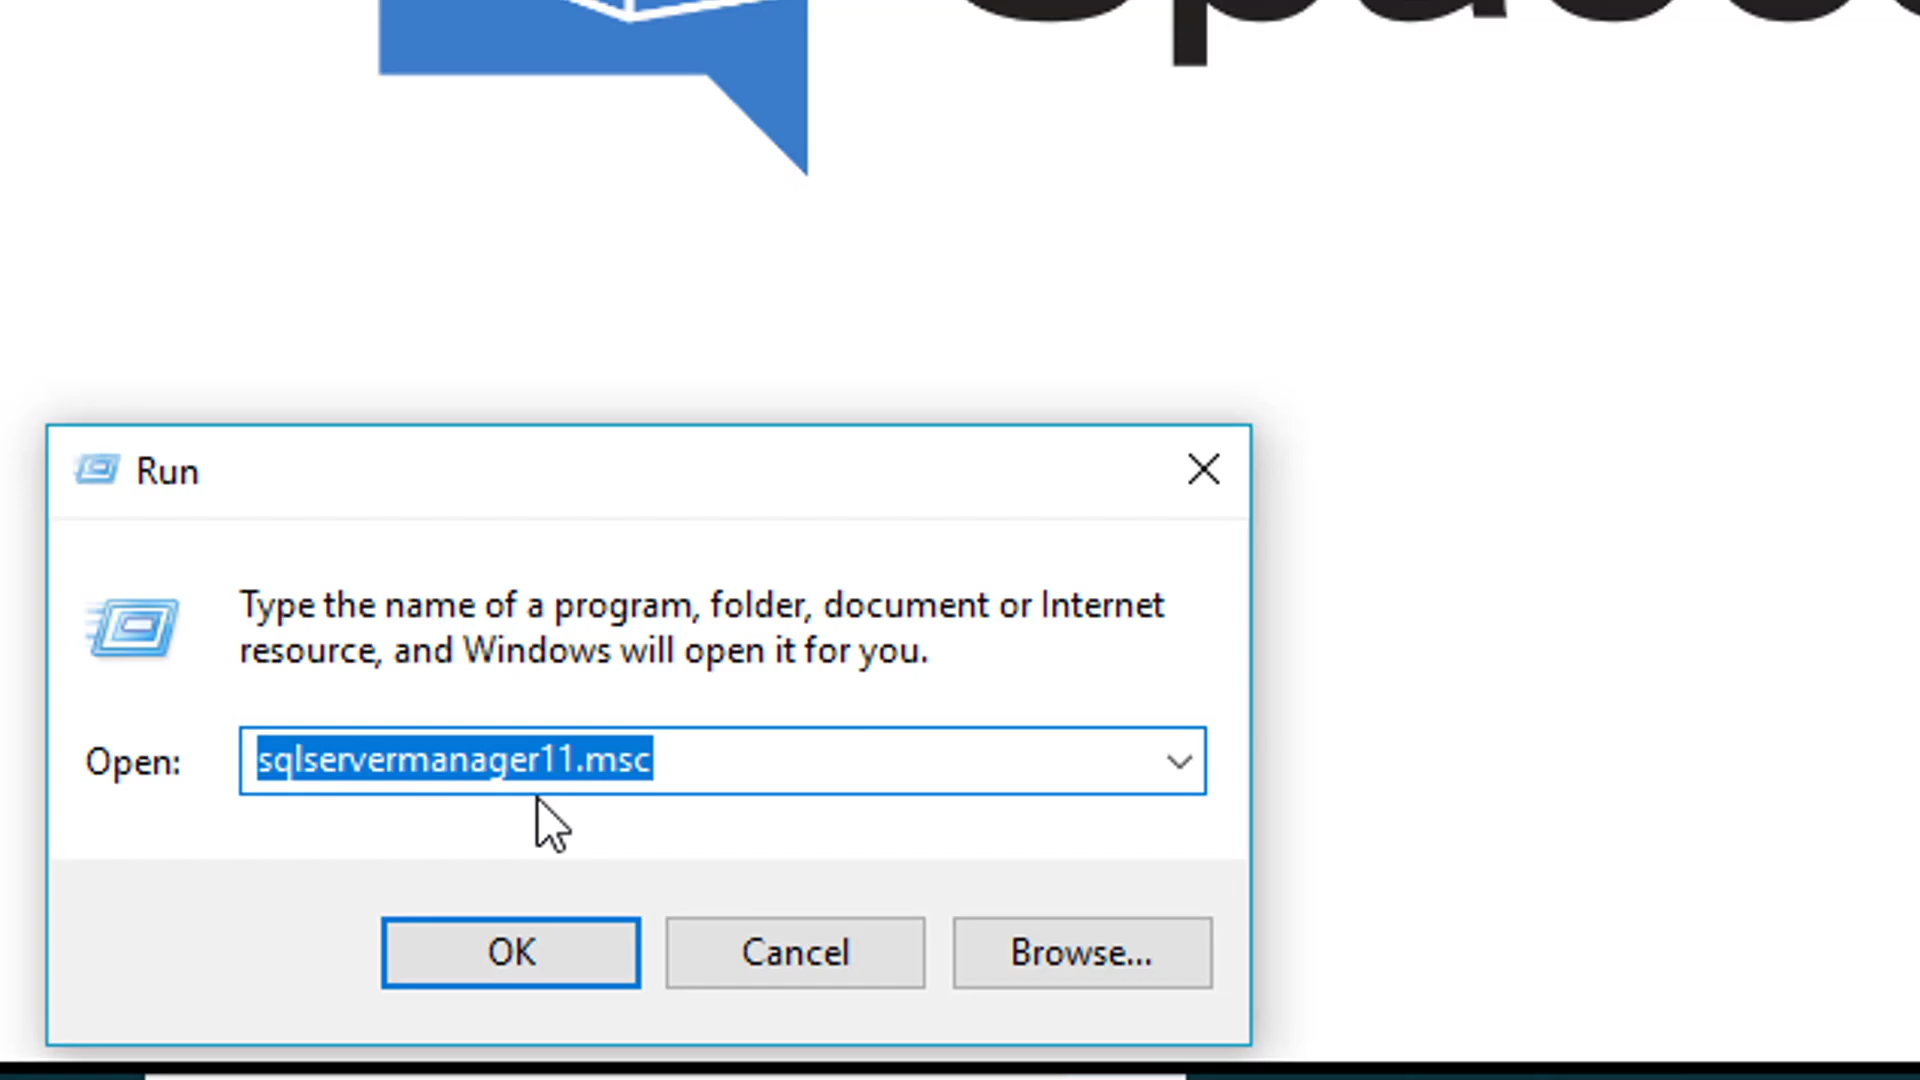 Run
Type the name of a program, folder, document or Internet
resource, and Windows will open it for you.
Open:
sqlservermanager11.msc
OK
Cancel
Browse...